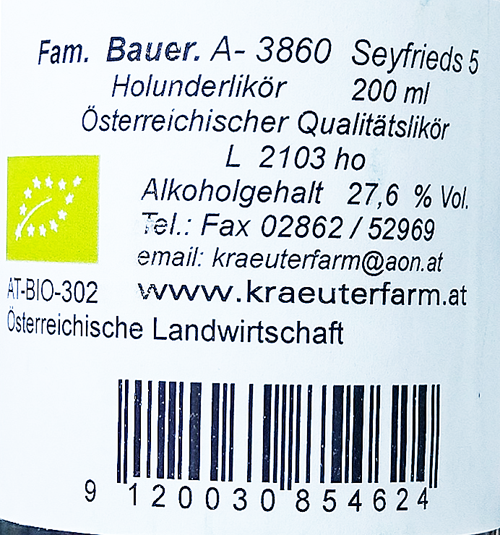 Fam. Bauer. A- 3860 Seyfrieds 5
Holunderlikör 200 ml
Österreichischer Qualitätslikör
L 2103 ho
Alkoholgehalt 27,6 % Vol.
Tel.: Fax 02862 / 52969
email: kraeuterfarm@aon.at
AT-BIO-302 www.kraeuterfarm.at
Österreichische Landwirtschaft
9 120030 854624